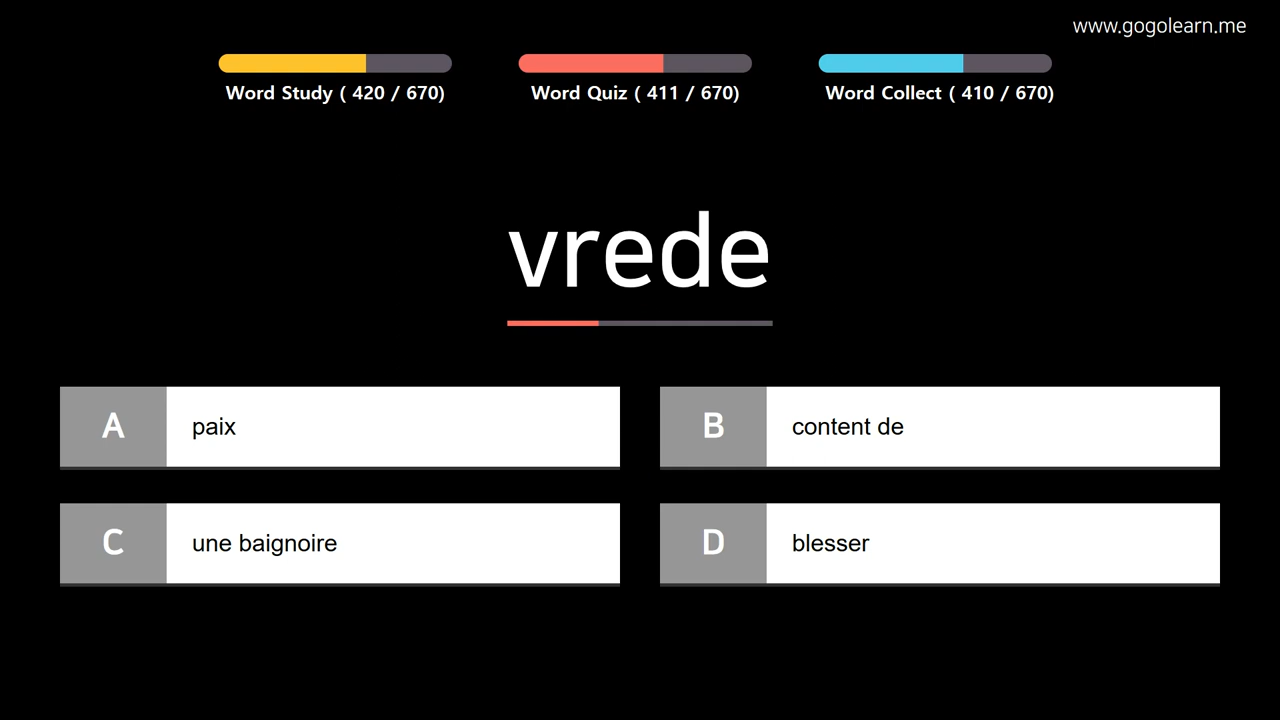 www.gogolearn.me
Word Study ( 420 / 670)
Word Quiz ( 411 / 670)
Word Collect ( 410 / 670)
vrede
A paix
B content de
C une baignoire
D blesser